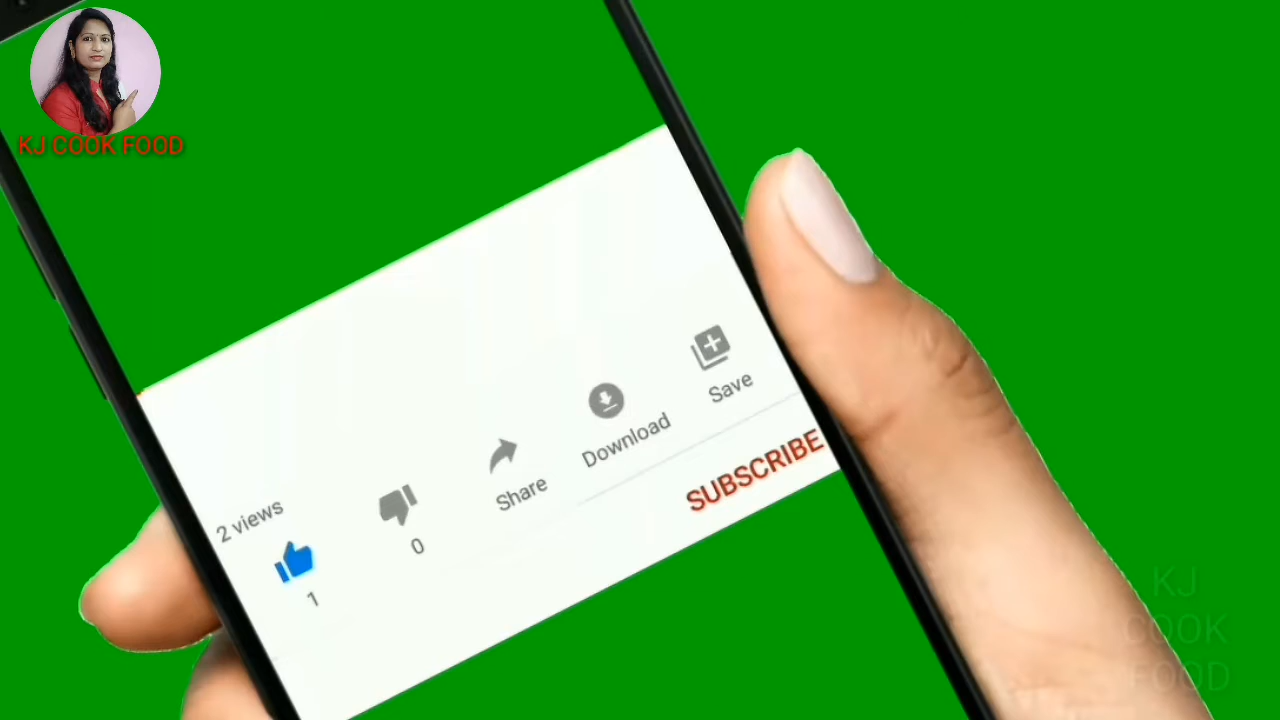 KJ COOK FOOD
2 views
1
0
Share
Download
Save
SUBSCRIBE
KJ
COOK
FOOD